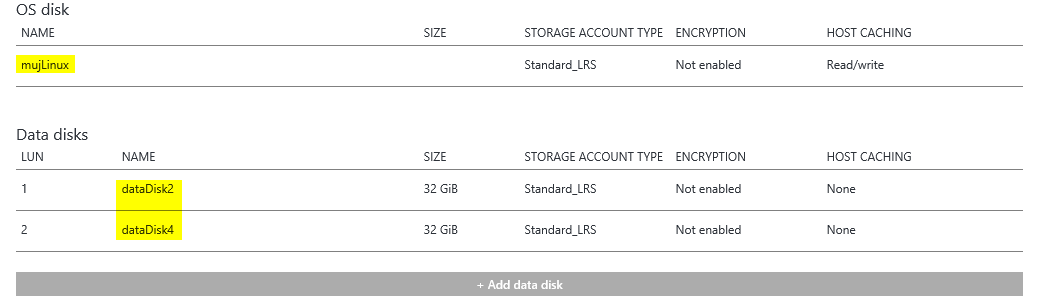 OS disk
NAME SIZE STORAGE ACCOUNT TYPE ENCRYPTION HOST CACHING
mujLinux Standard_LRS Not enabled Read/write
Data disks
LUN NAME SIZE STORAGE ACCOUNT TYPE ENCRYPTION HOST CACHING
1 dataDisk2 32 GiB Standard_LRS Not enabled None
2 dataDisk4 32 GiB Standard_LRS Not enabled None
+ Add data disk